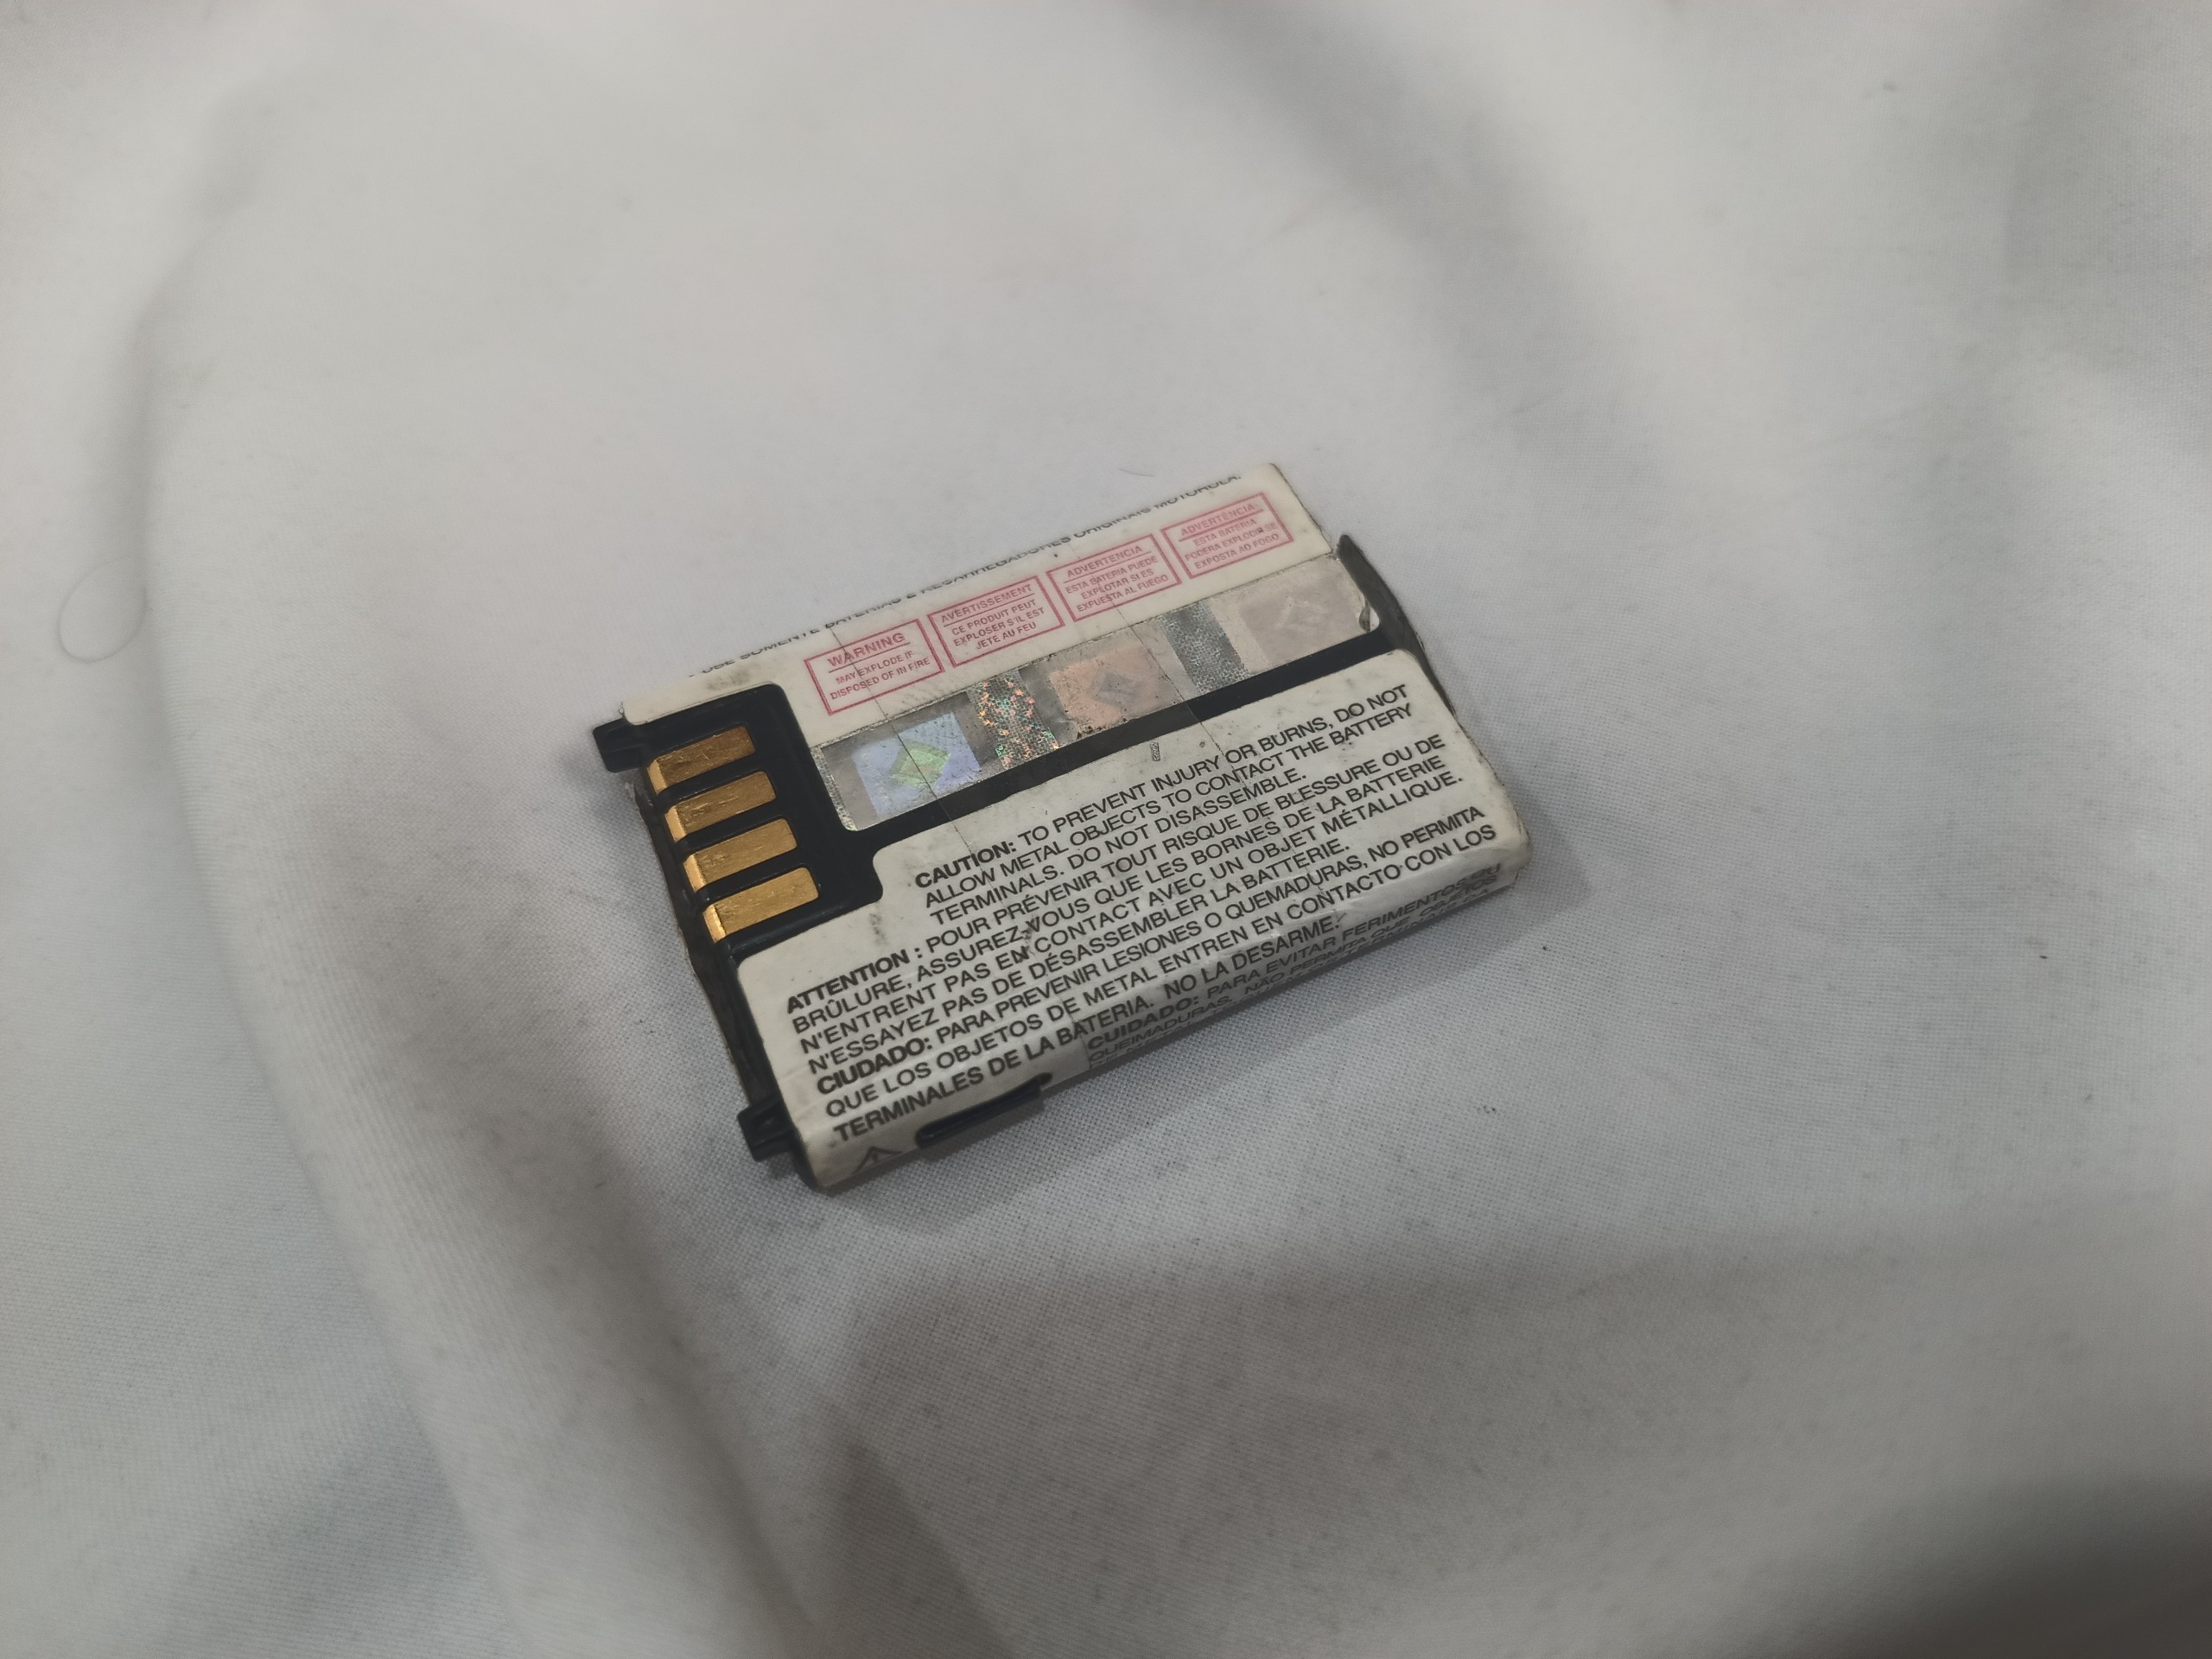 USE SOMENTE BATERIAS E RECARREGADORES ORIGINAIS MOTOROLA.
WARNING
MAY EXPLODE IF
DISPOSED OF IN FIRE
AVERTISSEMENT
CE PRODUIT PEUT
EXPLOSER S'IL EST
JETE AU FEU
ADVERTENCIA
ESTA BATERIA PUEDE
EXPLOTAR SI ES
EXPUESTA AL FUEGO
ADVERTÊNCIA:
ESTA BATERIA
PODERÁ EXPLODIR SE
EXPOSTA AO FOGO
CAUTION: TO PREVENT INJURY OR BURNS, DO NOT
ALLOW METAL OBJECTS TO CONTACT THE BATTERY
TERMINALS. DO NOT DISASSEMBLE.
ATTENTION : POUR PRÉVENIR TOUT RISQUE DE BLESSURE OU DE
BRÛLURE, ASSUREZ-VOUS QUE LES BORNES DE LA BATTERIE
N'ENTRENT PAS EN CONTACT AVEC UN OBJET MÉTALLIQUE.
N'ESSAYEZ PAS DE DÉSASSEMBLER LA BATTERIE.
CIUDADO: PARA PREVENIR LESIONES O QUEMADURAS, NO PERMITA
QUE LOS OBJETOS DE METAL ENTREN EN CONTACTO CON LOS
TERMINALES DE LA BATERIA. NO LA DESARME.
CUIDADO: PARA EVITAR FERIMENTOS OU
QUEIMADURAS, NÃO PERMITA QUE OBJECTOS